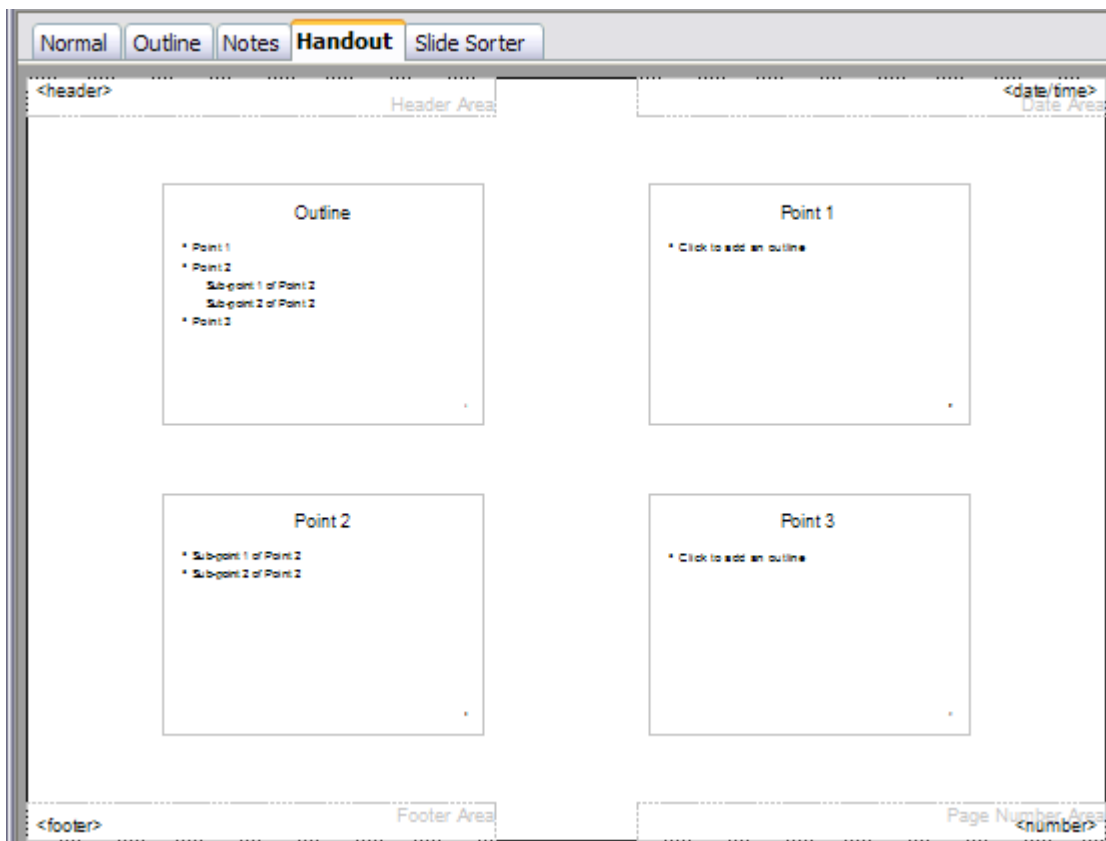 Normal Outline Notes Handout Slide Sorter
<header>
Header Area
<date/time>
Date Area
Outline
• Point 1
• Point 2
Sub-point 1 of Point 2
Sub-point 2 of Point 2
• Point 3
Point 1
• Click to add an outline
Point 2
• Sub-point 1 of Point 2
• Sub-point 2 of Point 2
Point 3
• Click to add an outline
Footer Area
<footer>
Page Number Area
<number>